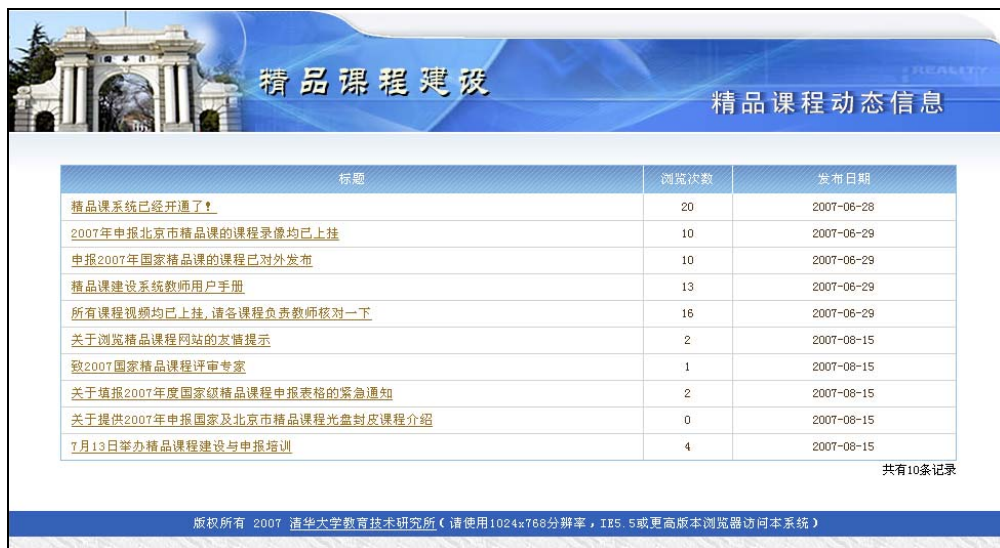 清华园
精品课程建设
REALITY
精品课程动态信息
标题 浏览次数 发布日期
精品课系统已经开通了！ 20 2007-06-28
2007年申报北京市精品课的课程录像均已上挂 10 2007-06-29
申报2007年国家精品课的课程已对外发布 10 2007-06-29
精品课建设系统教师用户手册 13 2007-06-29
所有课程视频均已上挂,请各课程负责教师核对一下 16 2007-06-29
关于浏览精品课程网站的友情提示 2 2007-08-15
致2007国家精品课程评审专家 1 2007-08-15
关于填报2007年度国家级精品课程申报表格的紧急通知 2 2007-08-15
关于提供2007年申报国家及北京市精品课程光盘封皮课程介绍 0 2007-08-15
7月13日举办精品课程建设与申报培训 4 2007-08-15
共有10条记录
版权所有 2007 清华大学教育技术研究所(请使用1024x768分辨率，IE5.5或更高版本浏览器访问本系统)